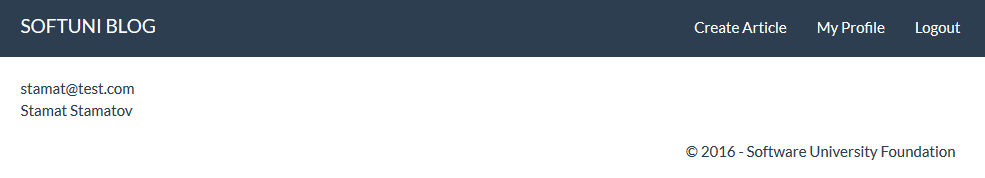 SOFTUNI BLOG Create Article My Profile Logout
stamat@test.com
Stamat Stamatov
© 2016 - Software University Foundation